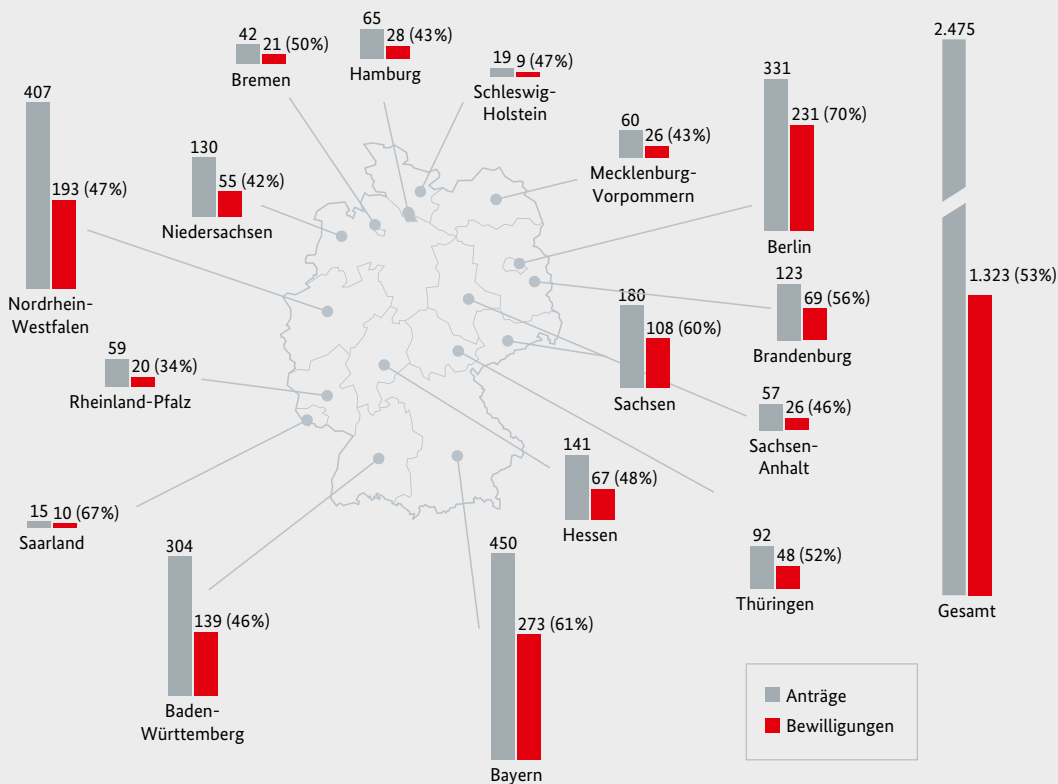 42
21 (50%)
Bremen
65
28 (43%)
Hamburg
19
9 (47%)
Schleswig-
Holstein
2.475
407
193 (47%)
Nordrhein-
Westfalen
130
55 (42%)
Niedersachsen
60
26 (43%)
Mecklenburg-
Vorpommern
331
231 (70%)
Berlin
123
69 (56%)
Brandenburg
1.323 (53%)
Gesamt
59
20 (34%)
Rheinland-Pfalz
180
108 (60%)
Sachsen
57
26 (46%)
Sachsen-
Anhalt
15
10 (67%)
Saarland
304
139 (46%)
Baden-
Württemberg
450
273 (61%)
Bayern
141
67 (48%)
Hessen
92
48 (52%)
Thüringen
Anträge
Bewilligungen